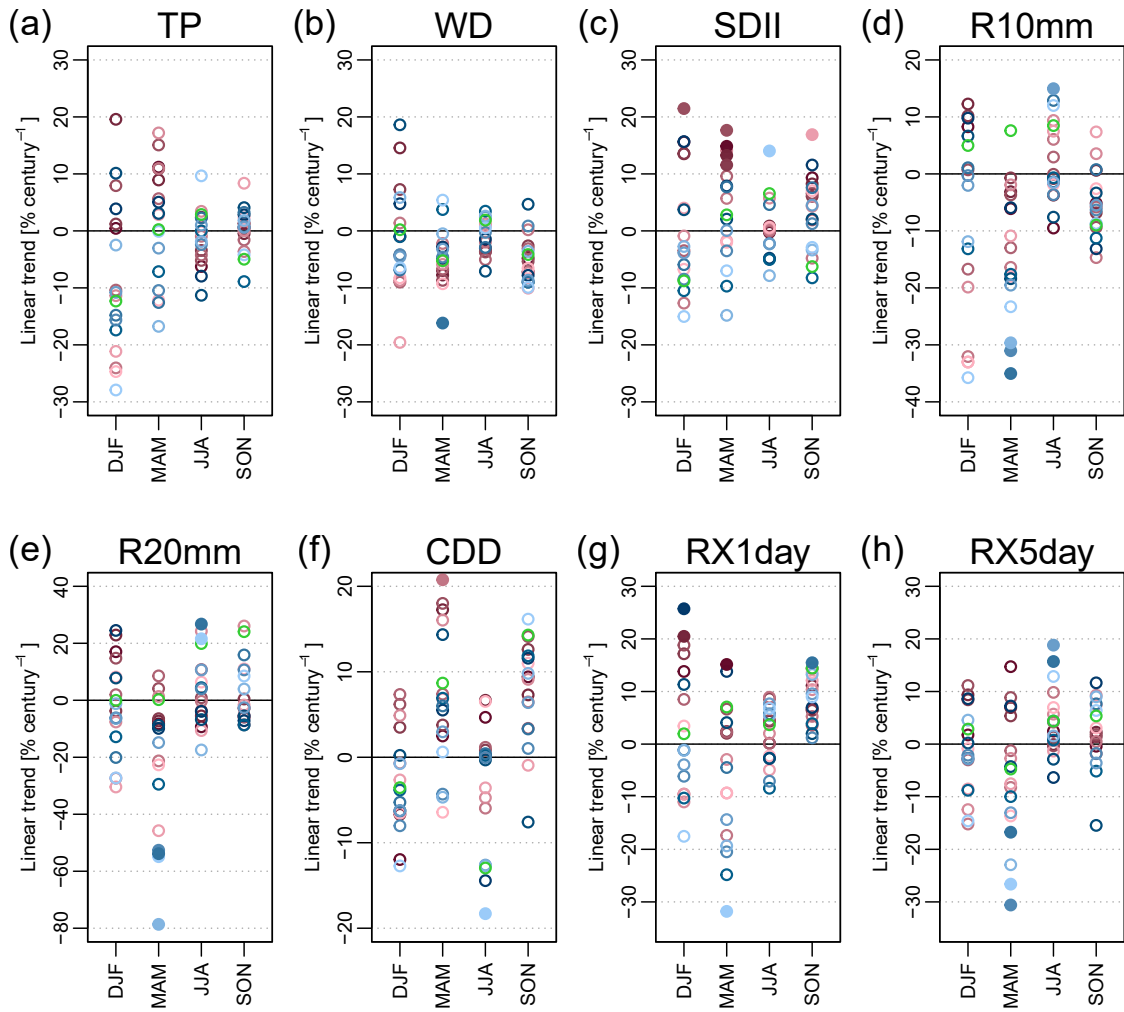 (a) TP
Linear trend [% century⁻¹ ]
30
20
10
0
−10
−20
−30
DJF
MAM
JJA
SON
(b) WD
Linear trend [% century⁻¹ ]
30
20
10
0
−10
−20
−30
DJF
MAM
JJA
SON
(c) SDII
Linear trend [% century⁻¹ ]
30
20
10
0
−10
−20
−30
DJF
MAM
JJA
SON
(d) R10mm
Linear trend [% century⁻¹ ]
20
10
0
−10
−20
−30
−40
DJF
MAM
JJA
SON
(e) R20mm
Linear trend [% century⁻¹ ]
40
20
0
−20
−40
−60
−80
DJF
MAM
JJA
SON
(f) CDD
Linear trend [% century⁻¹ ]
20
10
0
−10
−20
DJF
MAM
JJA
SON
(g) RX1day
Linear trend [% century⁻¹ ]
30
20
10
0
−10
−20
−30
DJF
MAM
JJA
SON
(h) RX5day
Linear trend [% century⁻¹ ]
30
20
10
0
−10
−20
−30
DJF
MAM
JJA
SON